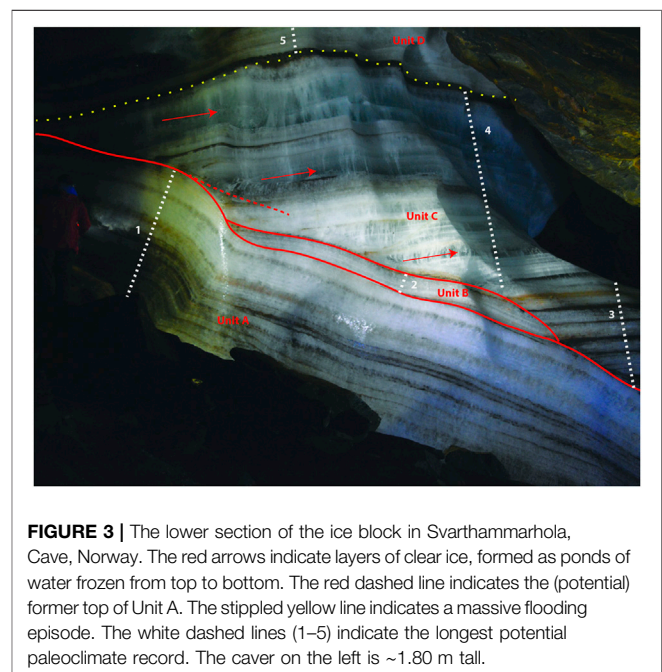 5
Unit D
4
Unit C
1
2
Unit B
3
Unit A
FIGURE 3 | The lower section of the ice block in Svarthammarhola,
Cave, Norway. The red arrows indicate layers of clear ice, formed as ponds of
water frozen from top to bottom. The red dashed line indicates the (potential)
former top of Unit A. The stippled yellow line indicates a massive flooding
episode. The white dashed lines (1–5) indicate the longest potential
paleoclimate record. The caver on the left is ~1.80 m tall.